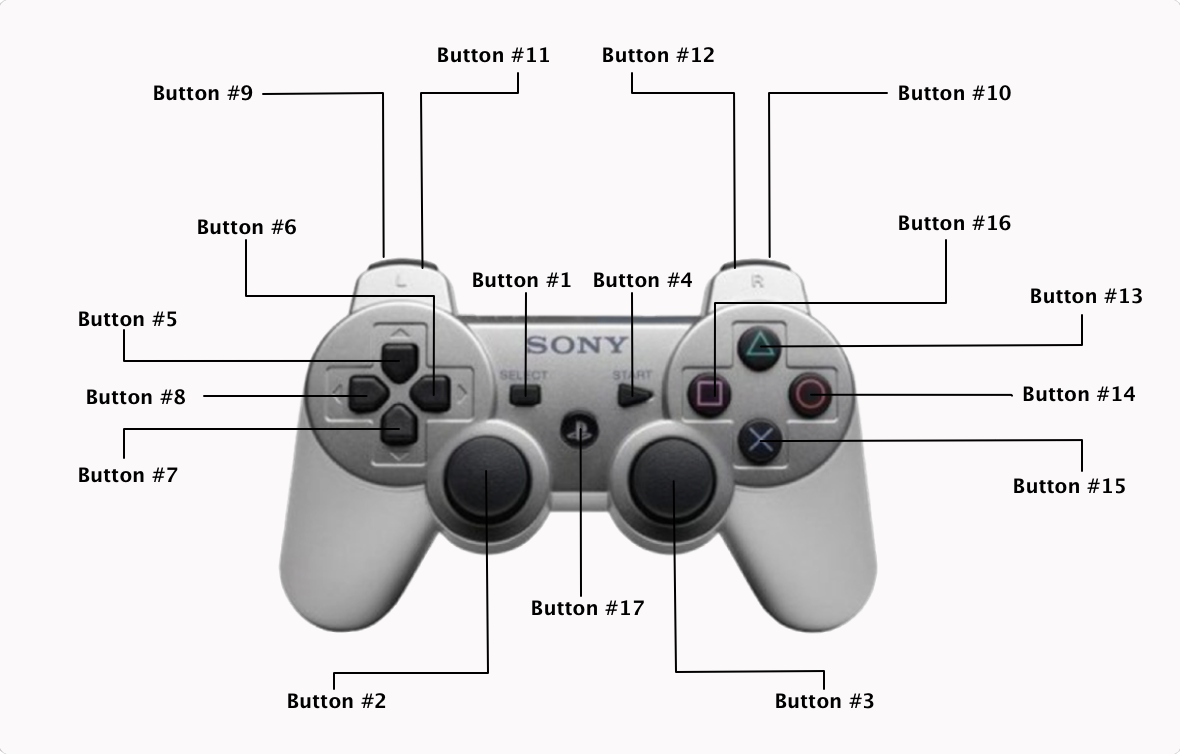 Button #11
Button #12
Button #9
Button #10
Button #6
Button #16
L
R
Button #1
Button #4
Button #13
Button #5
SONY
SELECT
START
Button #8
Button #14
Button #7
Button #15
Button #17
Button #2
Button #3